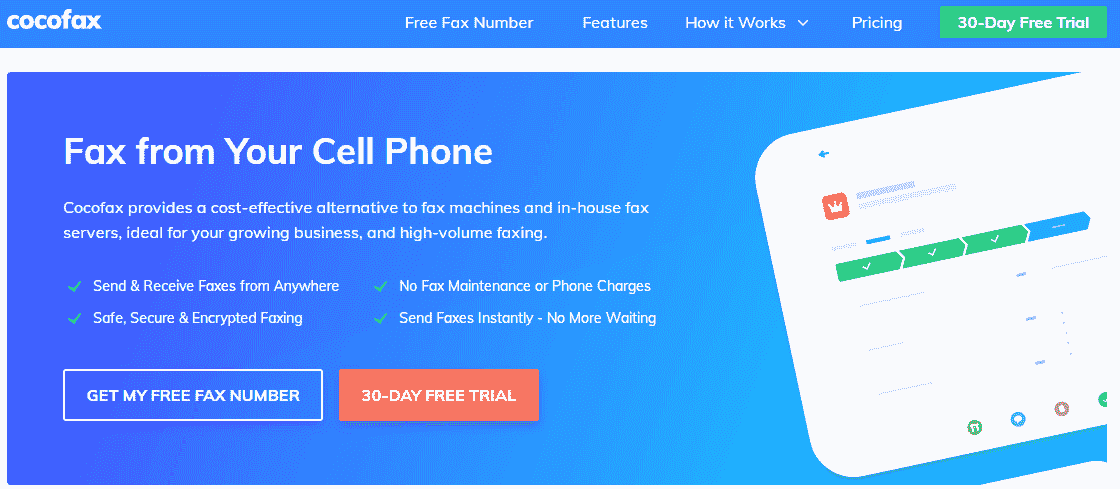 cocofax
Free Fax Number
Features
How it Works
Pricing
30-Day Free Trial
Fax from Your Cell Phone
Cocofax provides a cost-effective alternative to fax machines and in-house fax
servers, ideal for your growing business, and high-volume faxing.
Send & Receive Faxes from Anywhere
No Fax Maintenance or Phone Charges
Safe, Secure & Encrypted Faxing
Send Faxes Instantly - No More Waiting
GET MY FREE FAX NUMBER
30-DAY FREE TRIAL